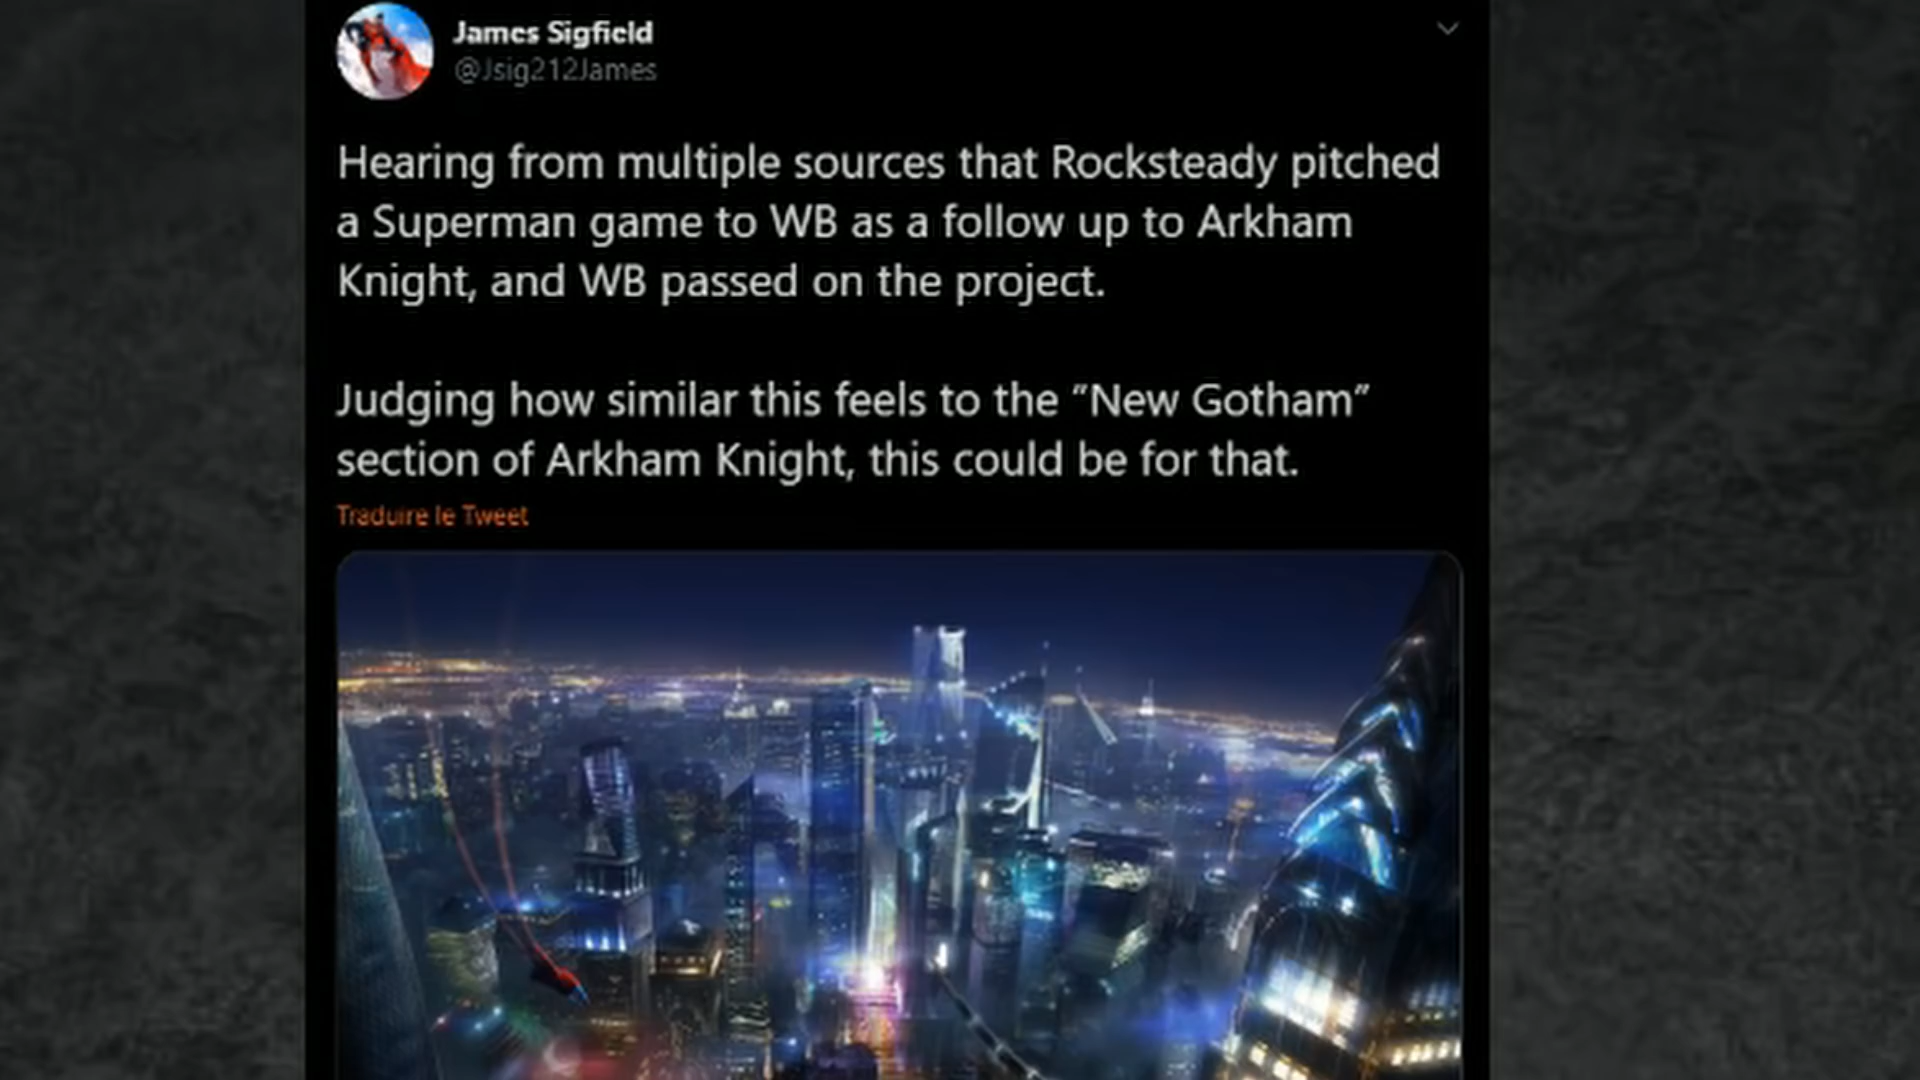 James Sigfield
@Jsig212James
Hearing from multiple sources that Rocksteady pitched
a Superman game to WB as a follow up to Arkham
Knight, and WB passed on the project.
Judging how similar this feels to the “New Gotham”
section of Arkham Knight, this could be for that.
Traduire le Tweet